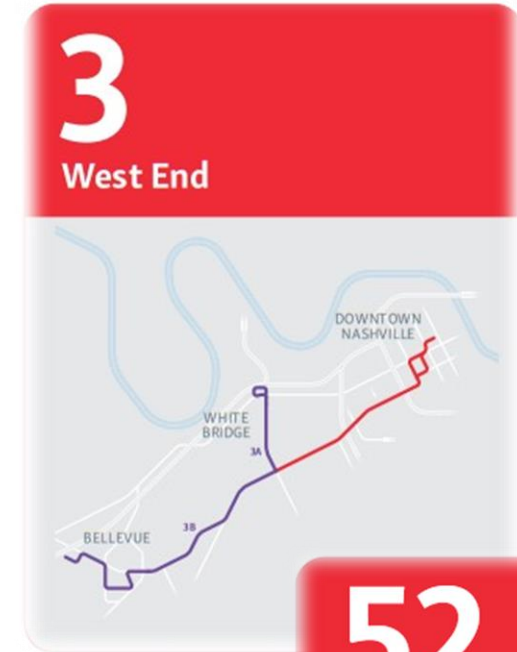 3
West End
DOWNTOWN
NASHVILLE
WHITE
BRIDGE
3A
3B
BELLEVUE
52